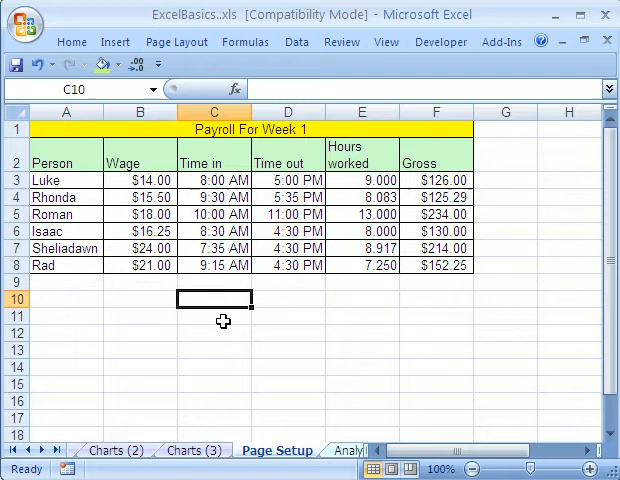 ExcelBasics..xls [Compatibility Mode] - Microsoft Excel
Home Insert Page Layout Formulas Data Review View Developer Add-Ins
C10 fx
A B C D E F G H
1 Payroll For Week 1
2 Person Wage Time in Time out Hours worked Gross
3 Luke $14.00 8:00 AM 5:00 PM 9.000 $126.00
4 Rhonda $15.50 9:30 AM 5:35 PM 8.083 $125.29
5 Roman $18.00 10:00 AM 11:00 PM 13.000 $234.00
6 Isaac $16.25 8:30 AM 4:30 PM 8.000 $130.00
7 Sheliadawn $24.00 7:35 AM 4:30 PM 8.917 $214.00
8 Rad $21.00 9:15 AM 4:30 PM 7.250 $152.25
9
10
11
12
13
14
15
16
17
18
Charts (2) Charts (3) Page Setup Analy
Ready 100%